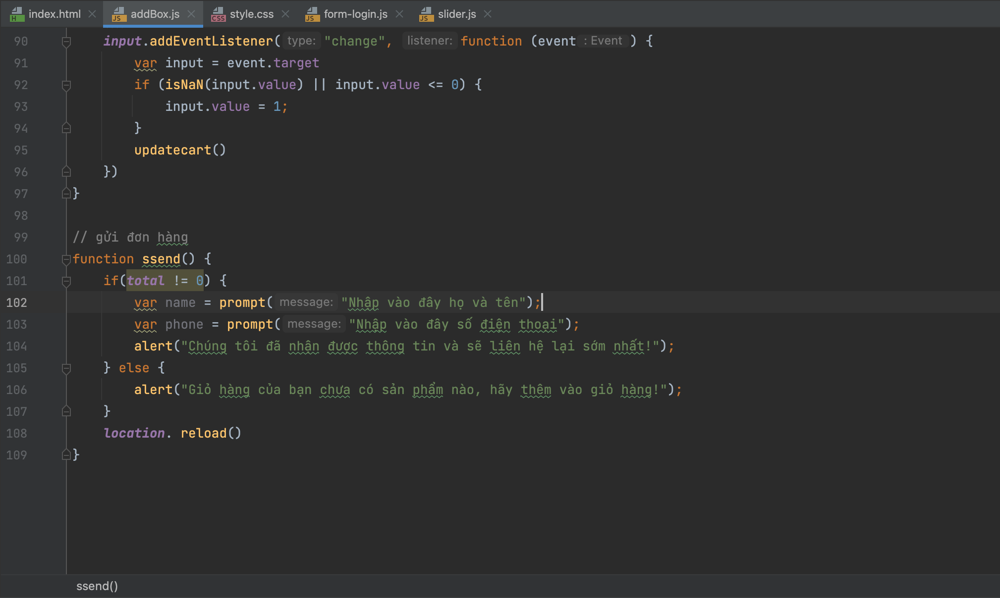 index.html addBox.js style.css form-login.js slider.js
90 input.addEventListener( type: "change", listener: function (event : Event ) {
91 var input = event.target
92 if (isNaN(input.value) || input.value <= 0) {
93 input.value = 1;
94 }
95 updatecart()
96 })
97 }
98
99 // gửi đơn hàng
100 function ssend() {
101 if(total != 0) {
102 var name = prompt( message: "Nhập vào đây họ và tên");
103 var phone = prompt( message: "Nhập vào đây số điện thoại");
104 alert("Chúng tôi đã nhận được thông tin và sẽ liên hệ lại sớm nhất!");
105 } else {
106 alert("Giỏ hàng của bạn chưa có sản phẩm nào, hãy thêm vào giỏ hàng!");
107 }
108 location. reload()
109 }
ssend()